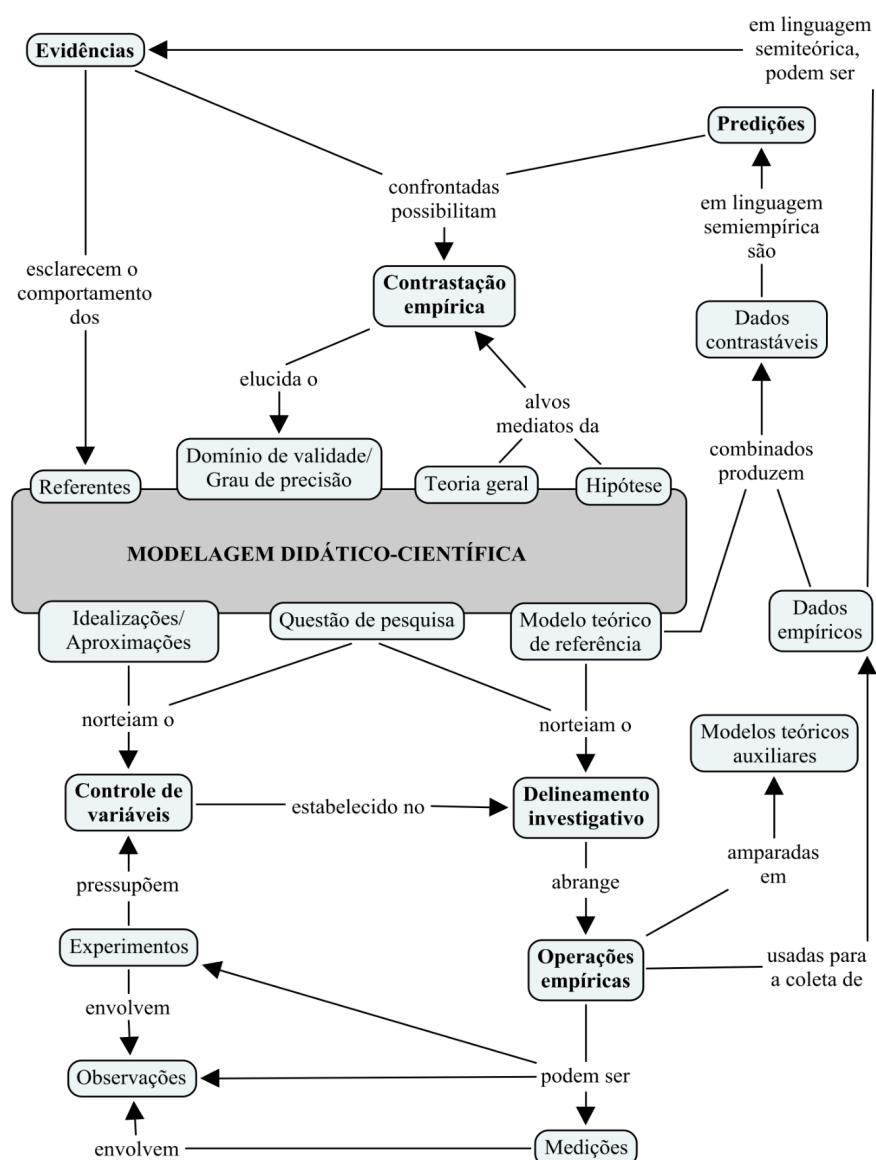 em linguagem
semiteórica,
podem ser
Evidências
Predições
confrontadas
possibilitam
em linguagem
semiempírica
são
esclarecem o
comportamento
dos
Contrastação
empírica
Dados
contrastáveis
elucida o
alvos
mediatos da
combinados
produzem
Referentes
Domínio de validade/
Grau de precisão
Teoria geral
Hipótese
MODELAGEM DIDÁTICO-CIENTÍFICA
Idealizações/
Aproximações
Questão de pesquisa
Modelo teórico
de referência
Dados
empíricos
norteiam o
norteiam o
Modelos teóricos
auxiliares
Controle de
variáveis
estabelecido no
Delineamento
investigativo
pressupõem
abrange
amparadas
em
Experimentos
Operações
empíricas
usadas para
a coleta de
envolvem
Observações
podem ser
envolvem
Medições